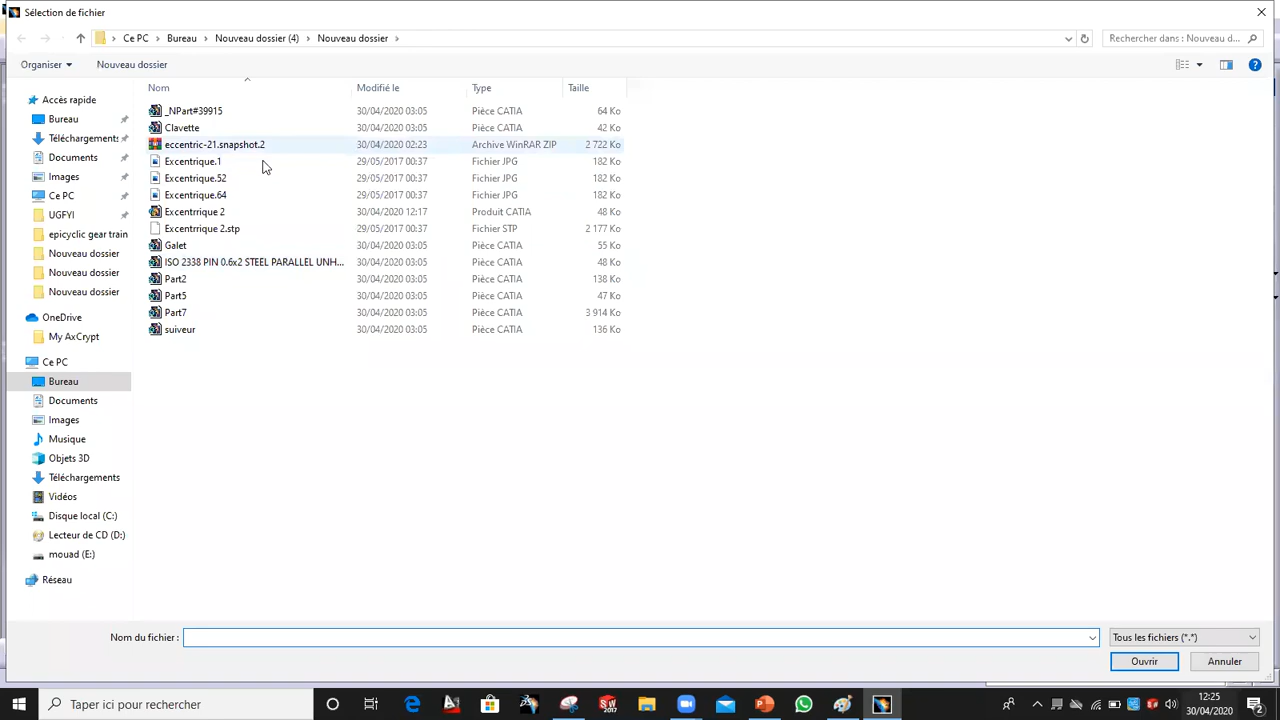 Sélection de fichier
Ce PC
Bureau
Nouveau dossier (4)
Nouveau dossier
Rechercher dans : Nouveau d...
Organiser
Nouveau dossier
Nom
Modifié le
Type
Taille
_NPart#39915 30/04/2020 03:05 Pièce CATIA 64 Ko
Clavette 30/04/2020 03:05 Pièce CATIA 42 Ko
eccentric-21.snapshot.2 30/04/2020 02:23 Archive WinRAR ZIP 2 722 Ko
Excentrique.1 29/05/2017 00:37 Fichier JPG 182 Ko
Excentrique.52 29/05/2017 00:37 Fichier JPG 182 Ko
Excentrique.64 29/05/2017 00:37 Fichier JPG 182 Ko
Excentrrique 2 30/04/2020 12:17 Produit CATIA 48 Ko
Excentrrique 2.stp 29/05/2017 00:37 Fichier STP 2 177 Ko
Galet 30/04/2020 03:05 Pièce CATIA 55 Ko
ISO 2338 PIN 0.6x2 STEEL PARALLEL UNH... 30/04/2020 03:05 Pièce CATIA 48 Ko
Part2 30/04/2020 03:05 Pièce CATIA 138 Ko
Part5 30/04/2020 03:05 Pièce CATIA 47 Ko
Part7 30/04/2020 03:05 Pièce CATIA 3 914 Ko
suiveur 30/04/2020 03:05 Pièce CATIA 136 Ko
Accès rapide
Bureau
Téléchargements
Documents
Images
Ce PC
UGFYI
epicyclic gear train
Nouveau dossier
Nouveau dossier
Nouveau dossier
OneDrive
My AxCrypt
Ce PC
Bureau
Documents
Images
Musique
Objets 3D
Téléchargements
Vidéos
Disque local (C:)
Lecteur de CD (D:)
mouad (E:)
Réseau
Nom du fichier :
Tous les fichiers (*.*)
Ouvrir
Annuler
Taper ici pour rechercher
12:25
30/04/2020
2